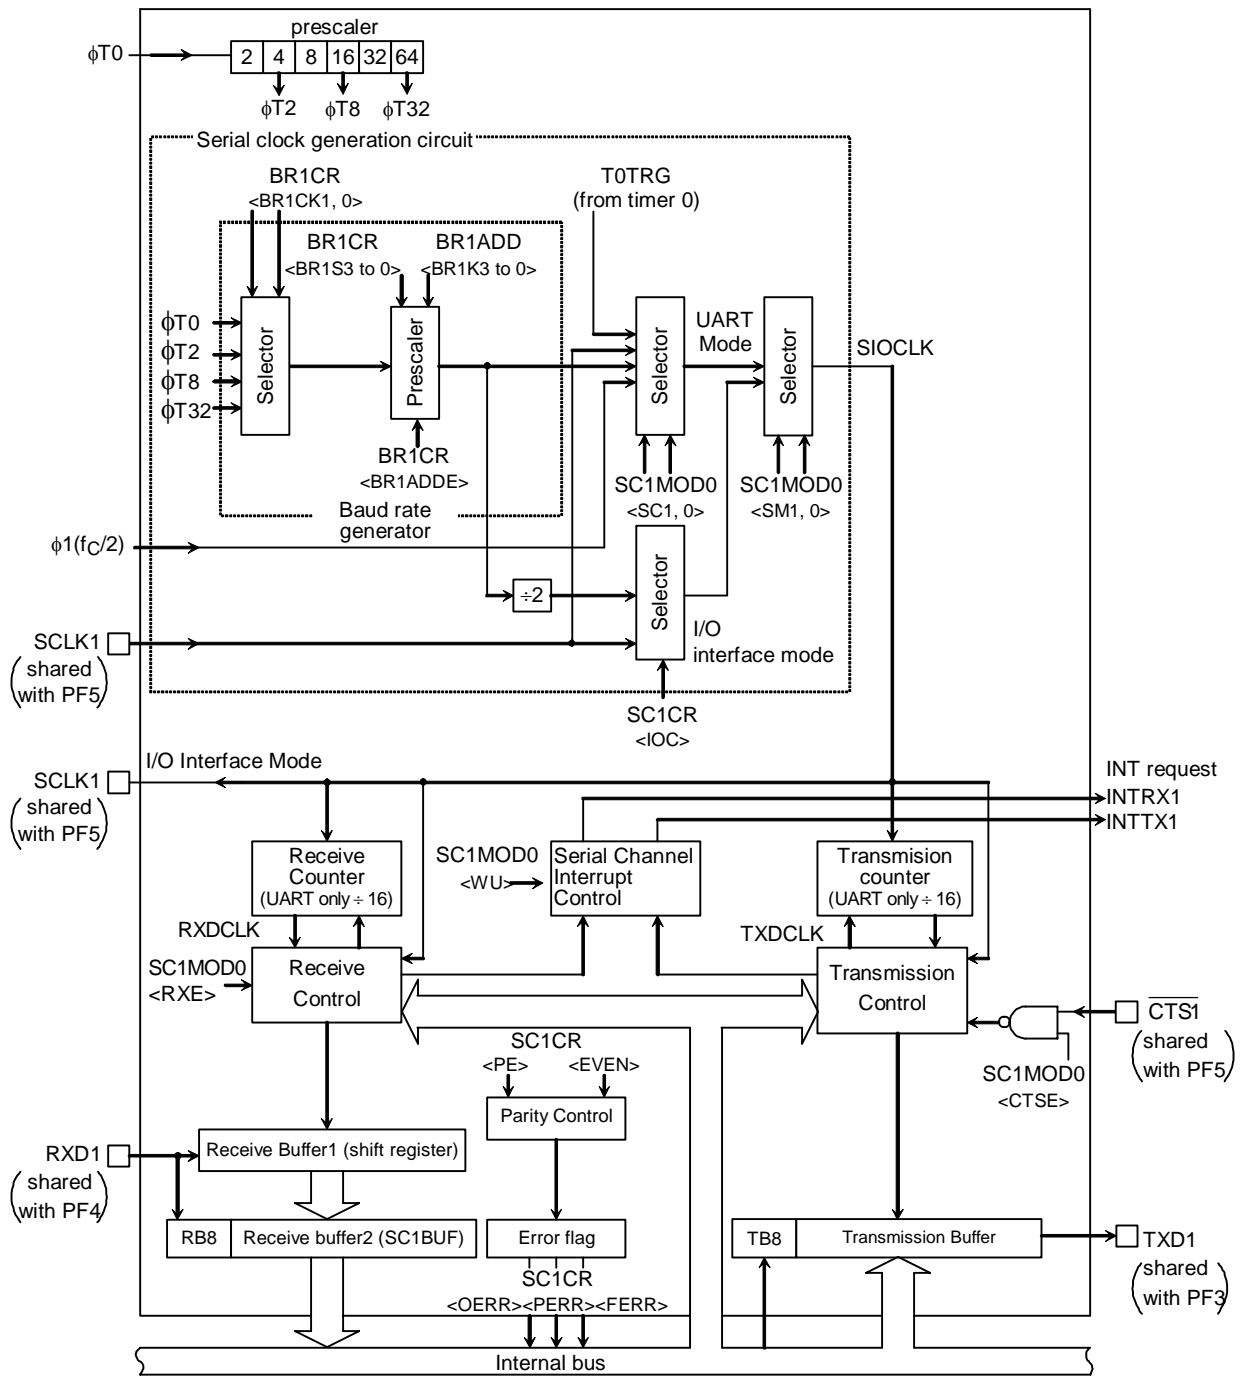 prescaler
ϕT0
2 4 8 16 32 64
ϕT2 ϕT8 ϕT32
Serial clock generation circuit
BR1CR
<BR1CK1, 0>
T0TRG
(from timer 0)
BR1CR
<BR1S3 to 0>
BR1ADD
<BR1K3 to 0>
ϕT0
ϕT2
ϕT8
ϕT32
Selector
Prescaler
Selector
UART
Mode
Selector
SIOCLK
BR1CR
<BR1ADDE>
SC1MOD0
<SC1, 0>
SC1MOD0
<SM1, 0>
Baud rate
generator
ϕ1(fC/2)
÷2
Selector
I/O
interface mode
SCLK1
(shared
with PF5)
SC1CR
<IOC>
I/O Interface Mode
SCLK1
(shared
with PF5)
INT request
INTRX1
INTTX1
Receive
Counter
(UART only ÷ 16)
SC1MOD0
<WU>
Serial Channel
Interrupt
Control
Transmision
counter
(UART only ÷ 16)
RXDCLK
TXDCLK
SC1MOD0
<RXE>
Receive
Control
Transmission
Control
CTS1
(shared
with PF5)
SC1MOD0
<CTSE>
SC1CR
<PE> <EVEN>
Parity Control
RXD1
(shared
with PF4)
Receive Buffer1 (shift register)
RB8
Receive buffer2 (SC1BUF)
Error flag
SC1CR
<OERR><PERR><FERR>
TB8
Transmission Buffer
TXD1
(shared
with PF3)
Internal bus